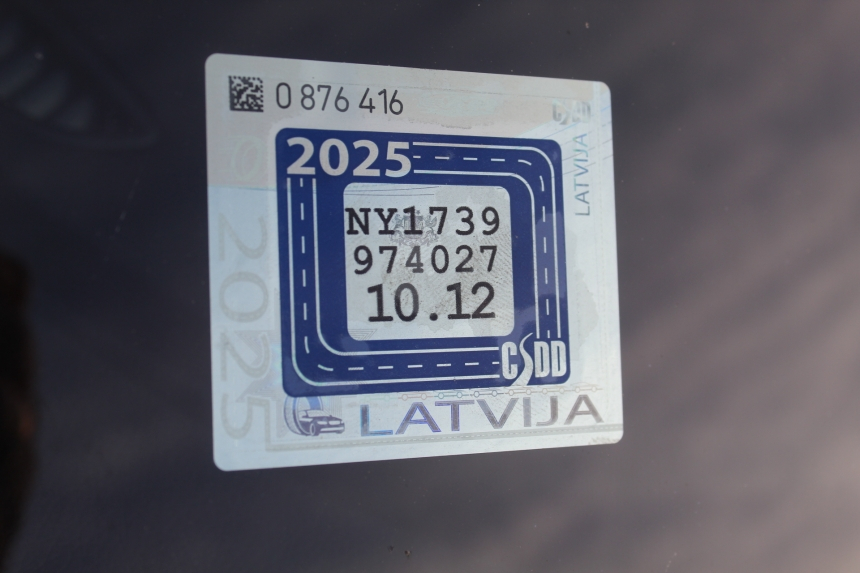 0 876 416
LATVIJA
2025
NY1739
974027
10.12
CSDD
LATVIJA
2025